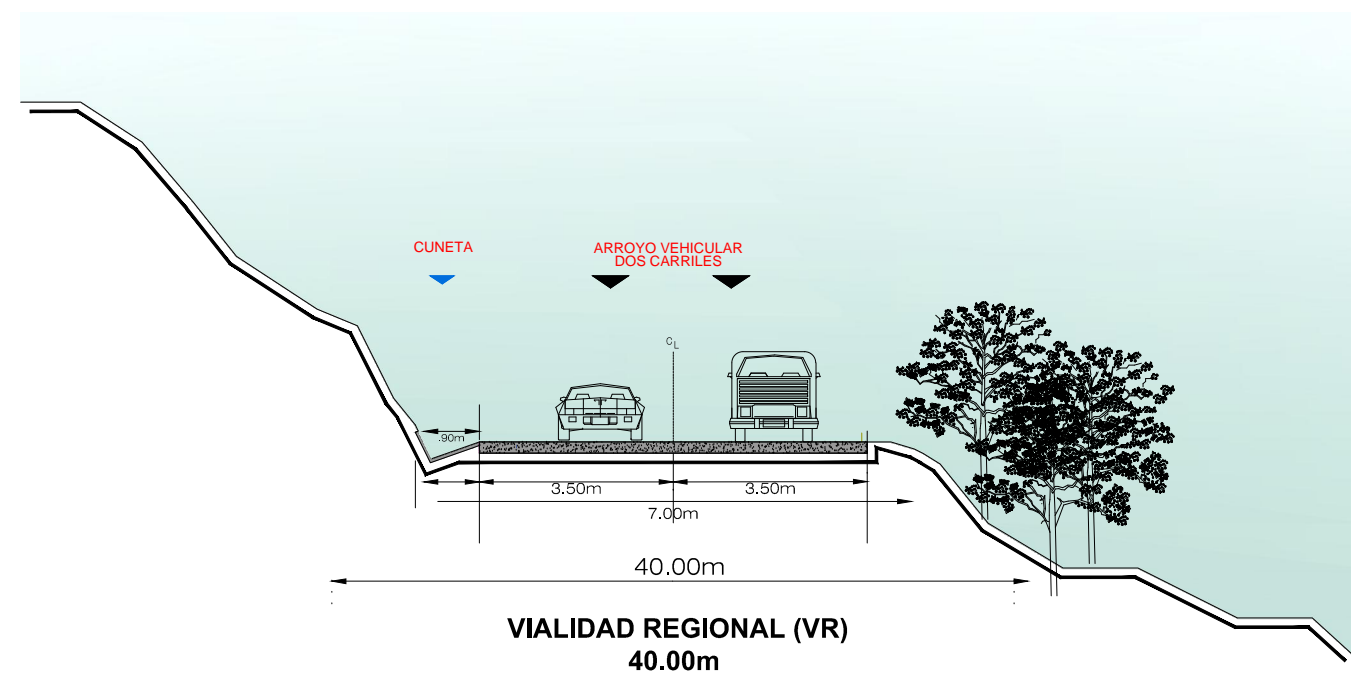 CUNETA
ARROYO VEHICULAR
DOS CARRILES
CL
.90m
3.50m
3.50m
7.00m
40.00m
VIALIDAD REGIONAL (VR)
40.00m